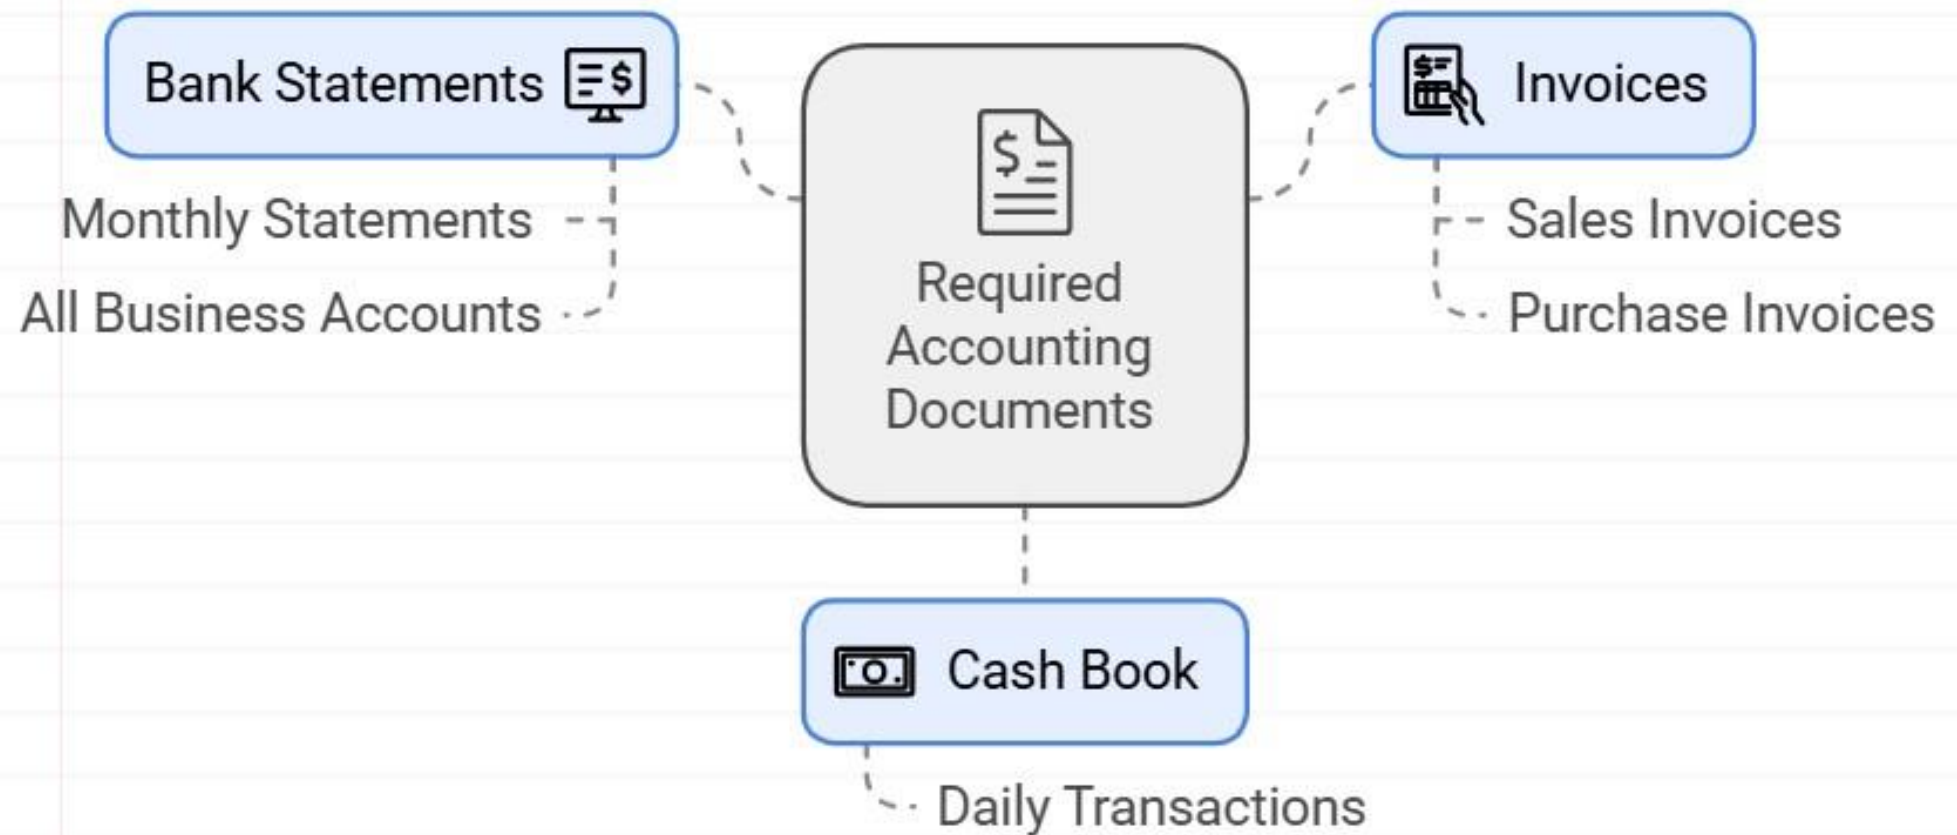 Bank Statements
Monthly Statements
All Business Accounts
Required
Accounting
Documents
Invoices
Sales Invoices
Purchase Invoices
Cash Book
Daily Transactions